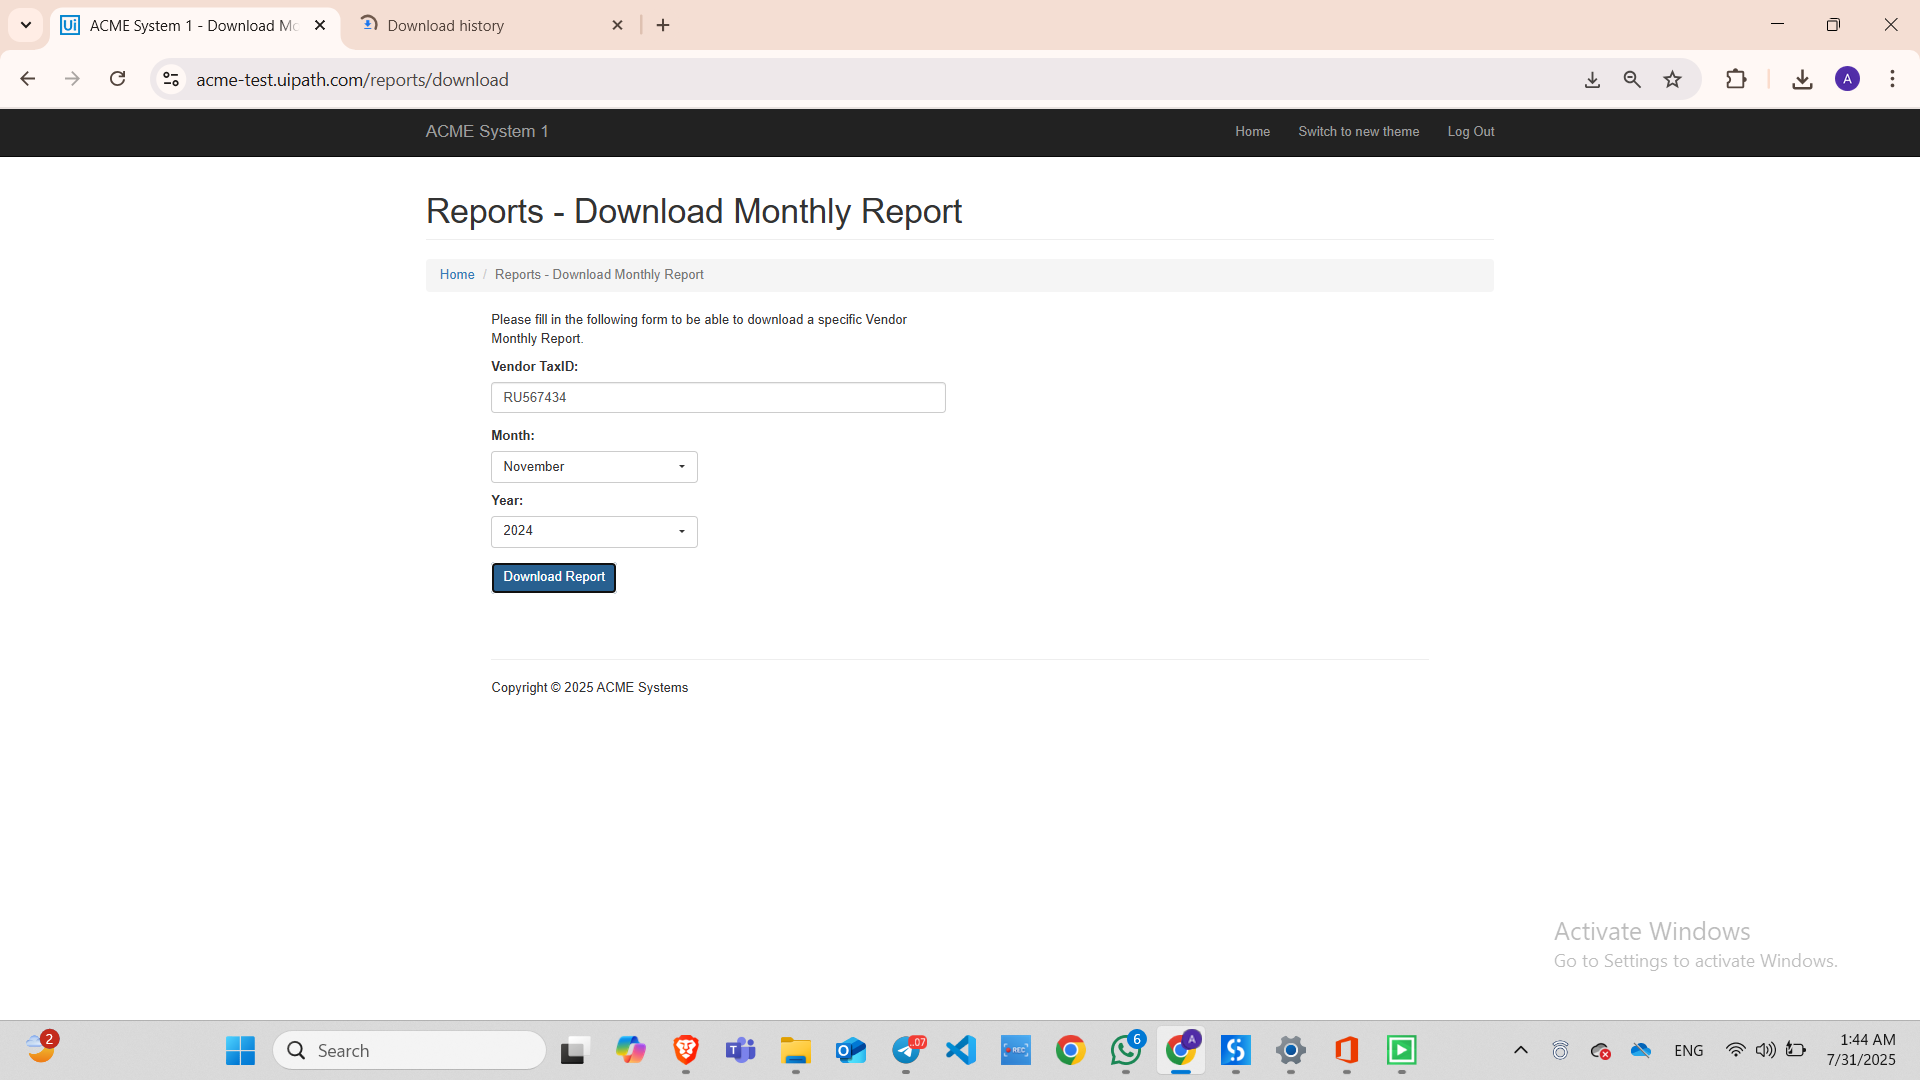 Ui ACME System 1 - Download Mo
Download history
acme-test.uipath.com/reports/download
A
ACME System 1
Home
Switch to new theme
Log Out
Reports - Download Monthly Report
Home / Reports - Download Monthly Report
Please fill in the following form to be able to download a specific Vendor
Monthly Report.
Vendor TaxID:
RU567434
Month:
November
Year:
2024
Download Report
Copyright © 2025 ACME Systems
Activate Windows
Go to Settings to activate Windows.
2
Search
..07
REC
6
A
ENG
1:44 AM
7/31/2025